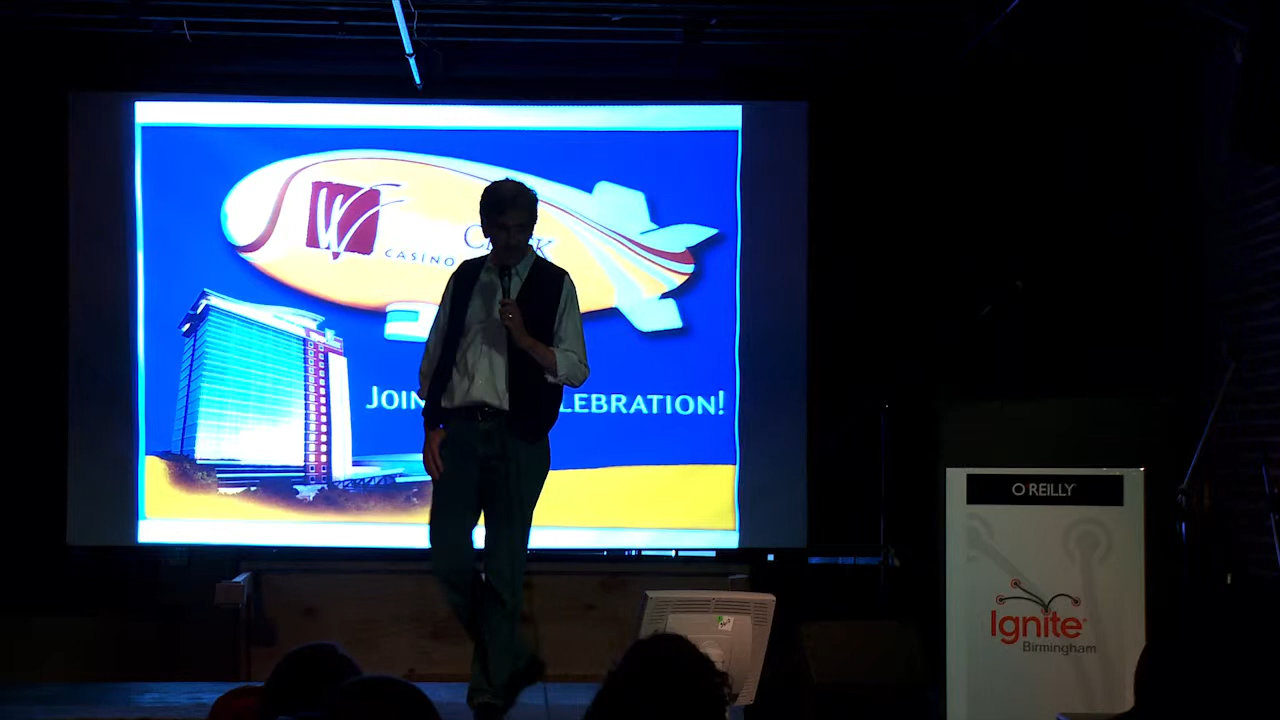 W
CASINO
JOIN
LEBRATION!
O'REILLY
Ignite
Birmingham